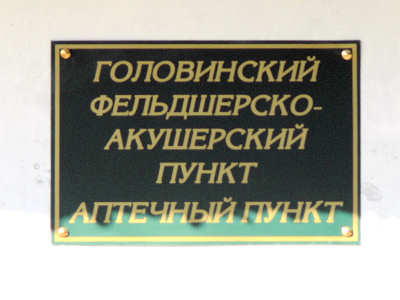 ГОЛОВИНСКИЙ
ФЕЛЬДШЕРСКО-
АКУШЕРСКИЙ
ПУНКТ
АПТЕЧНЫЙ ПУНКТ